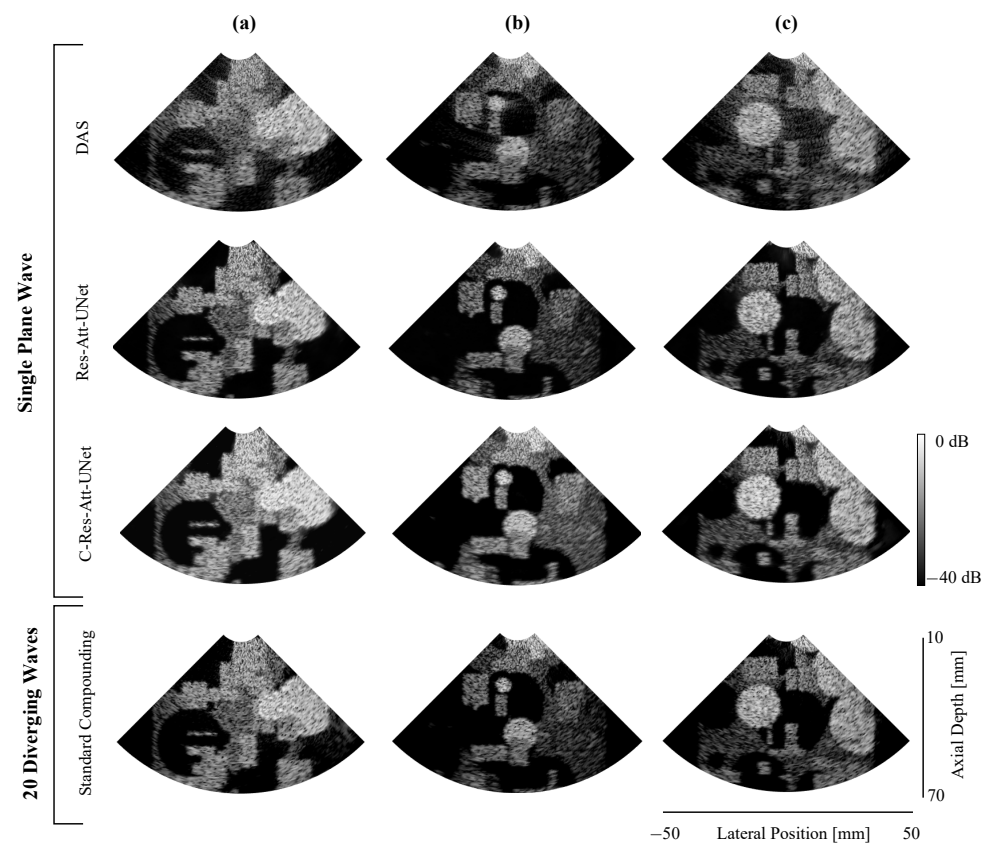 (a)
(b)
(c)
Single Plane Wave
DAS
Res-Att-UNet
C-Res-Att-UNet
0 dB
−40 dB
20 Diverging Waves
Standard Compounding
10
Axial Depth [mm]
70
−50 Lateral Position [mm] 50